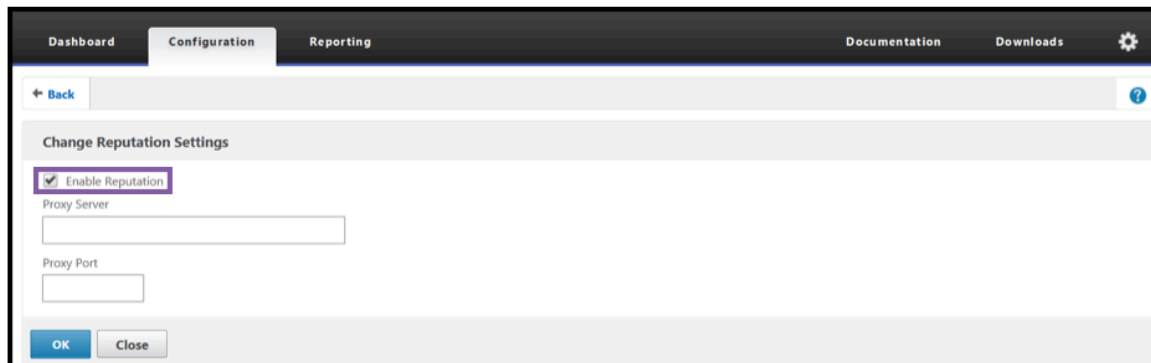 Dashboard Configuration Reporting Documentation Downloads
Back ?
Change Reputation Settings
Enable Reputation
Proxy Server
Proxy Port
OK Close